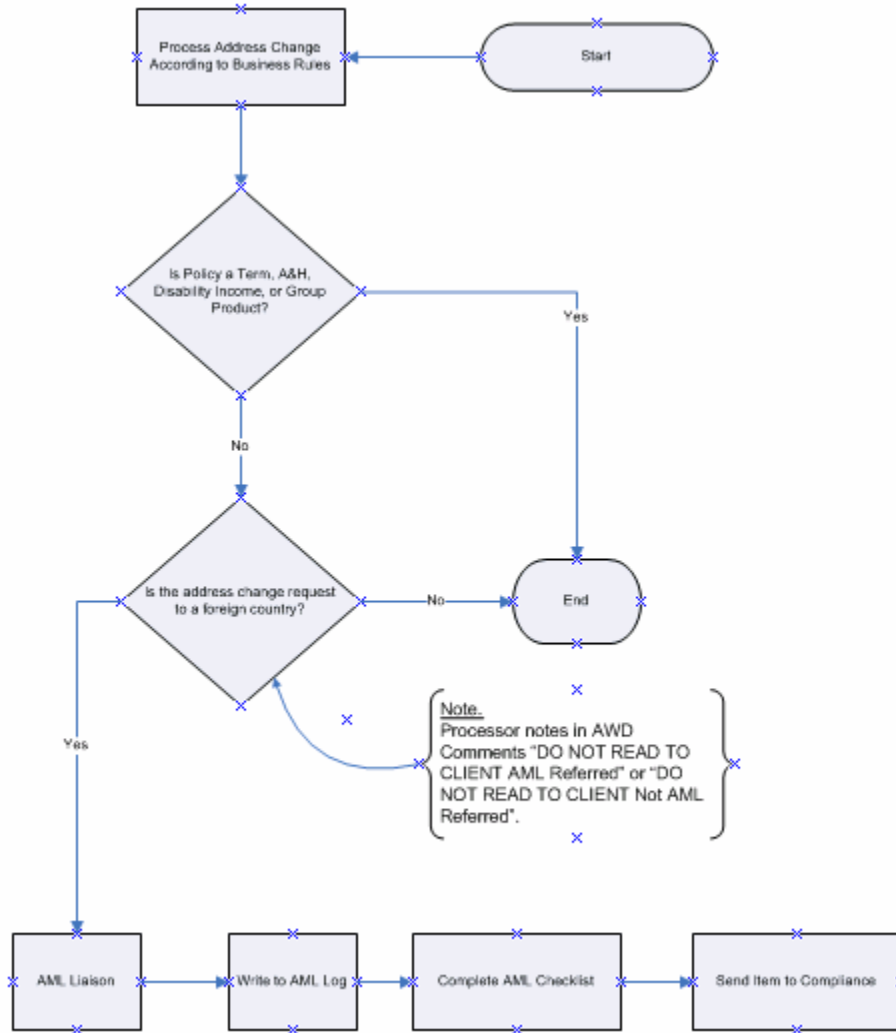 Process Address Change
According to Business Rules
Start
Is Policy a Term, A&H,
Disability Income, or Group
Product?
Yes
No
Is the address change request
to a foreign country?
No
End
Yes
Note.
Processor notes in AWD
Comments “DO NOT READ TO
CLIENT AML Referred” or “DO
NOT READ TO CLIENT Not AML
Referred”.
AML Liaison
Write to AML Log
Complete AML Checklist
Send Item to Compliance